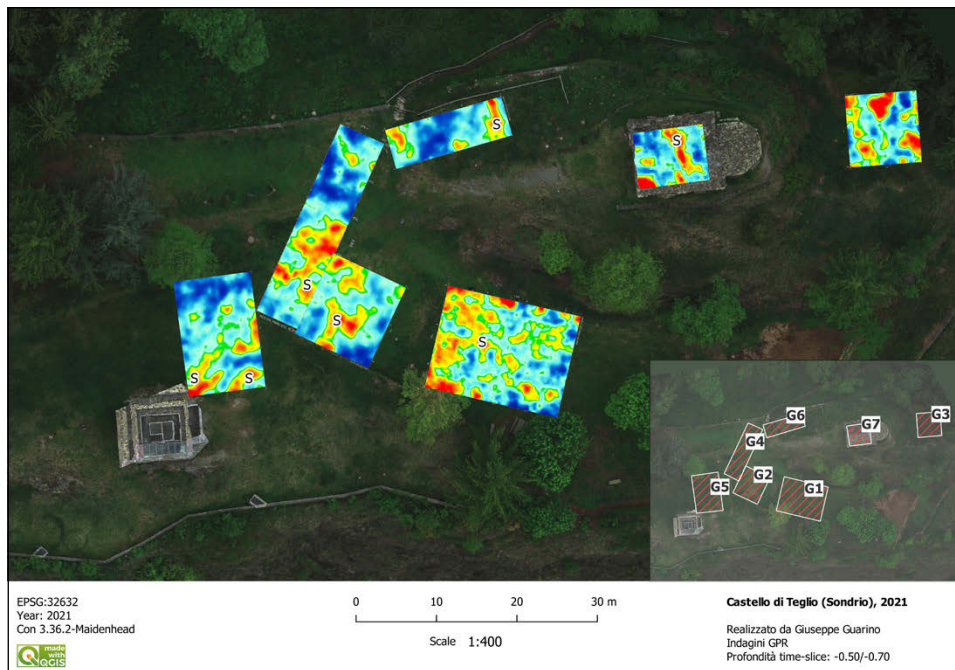 S
S
S
S
S
S
S
G6
G7
G3
G4
G5
G2
G1
EPSG:32632
Year: 2021
Con 3.36.2-Maidenhead
made
with
QGIS
0 10 20 30 m
Scale 1:400
Castello di Teglio (Sondrio), 2021
Realizzato da Giuseppe Guarino
Indagini GPR
Profondità time-slice: -0.50/-0.70